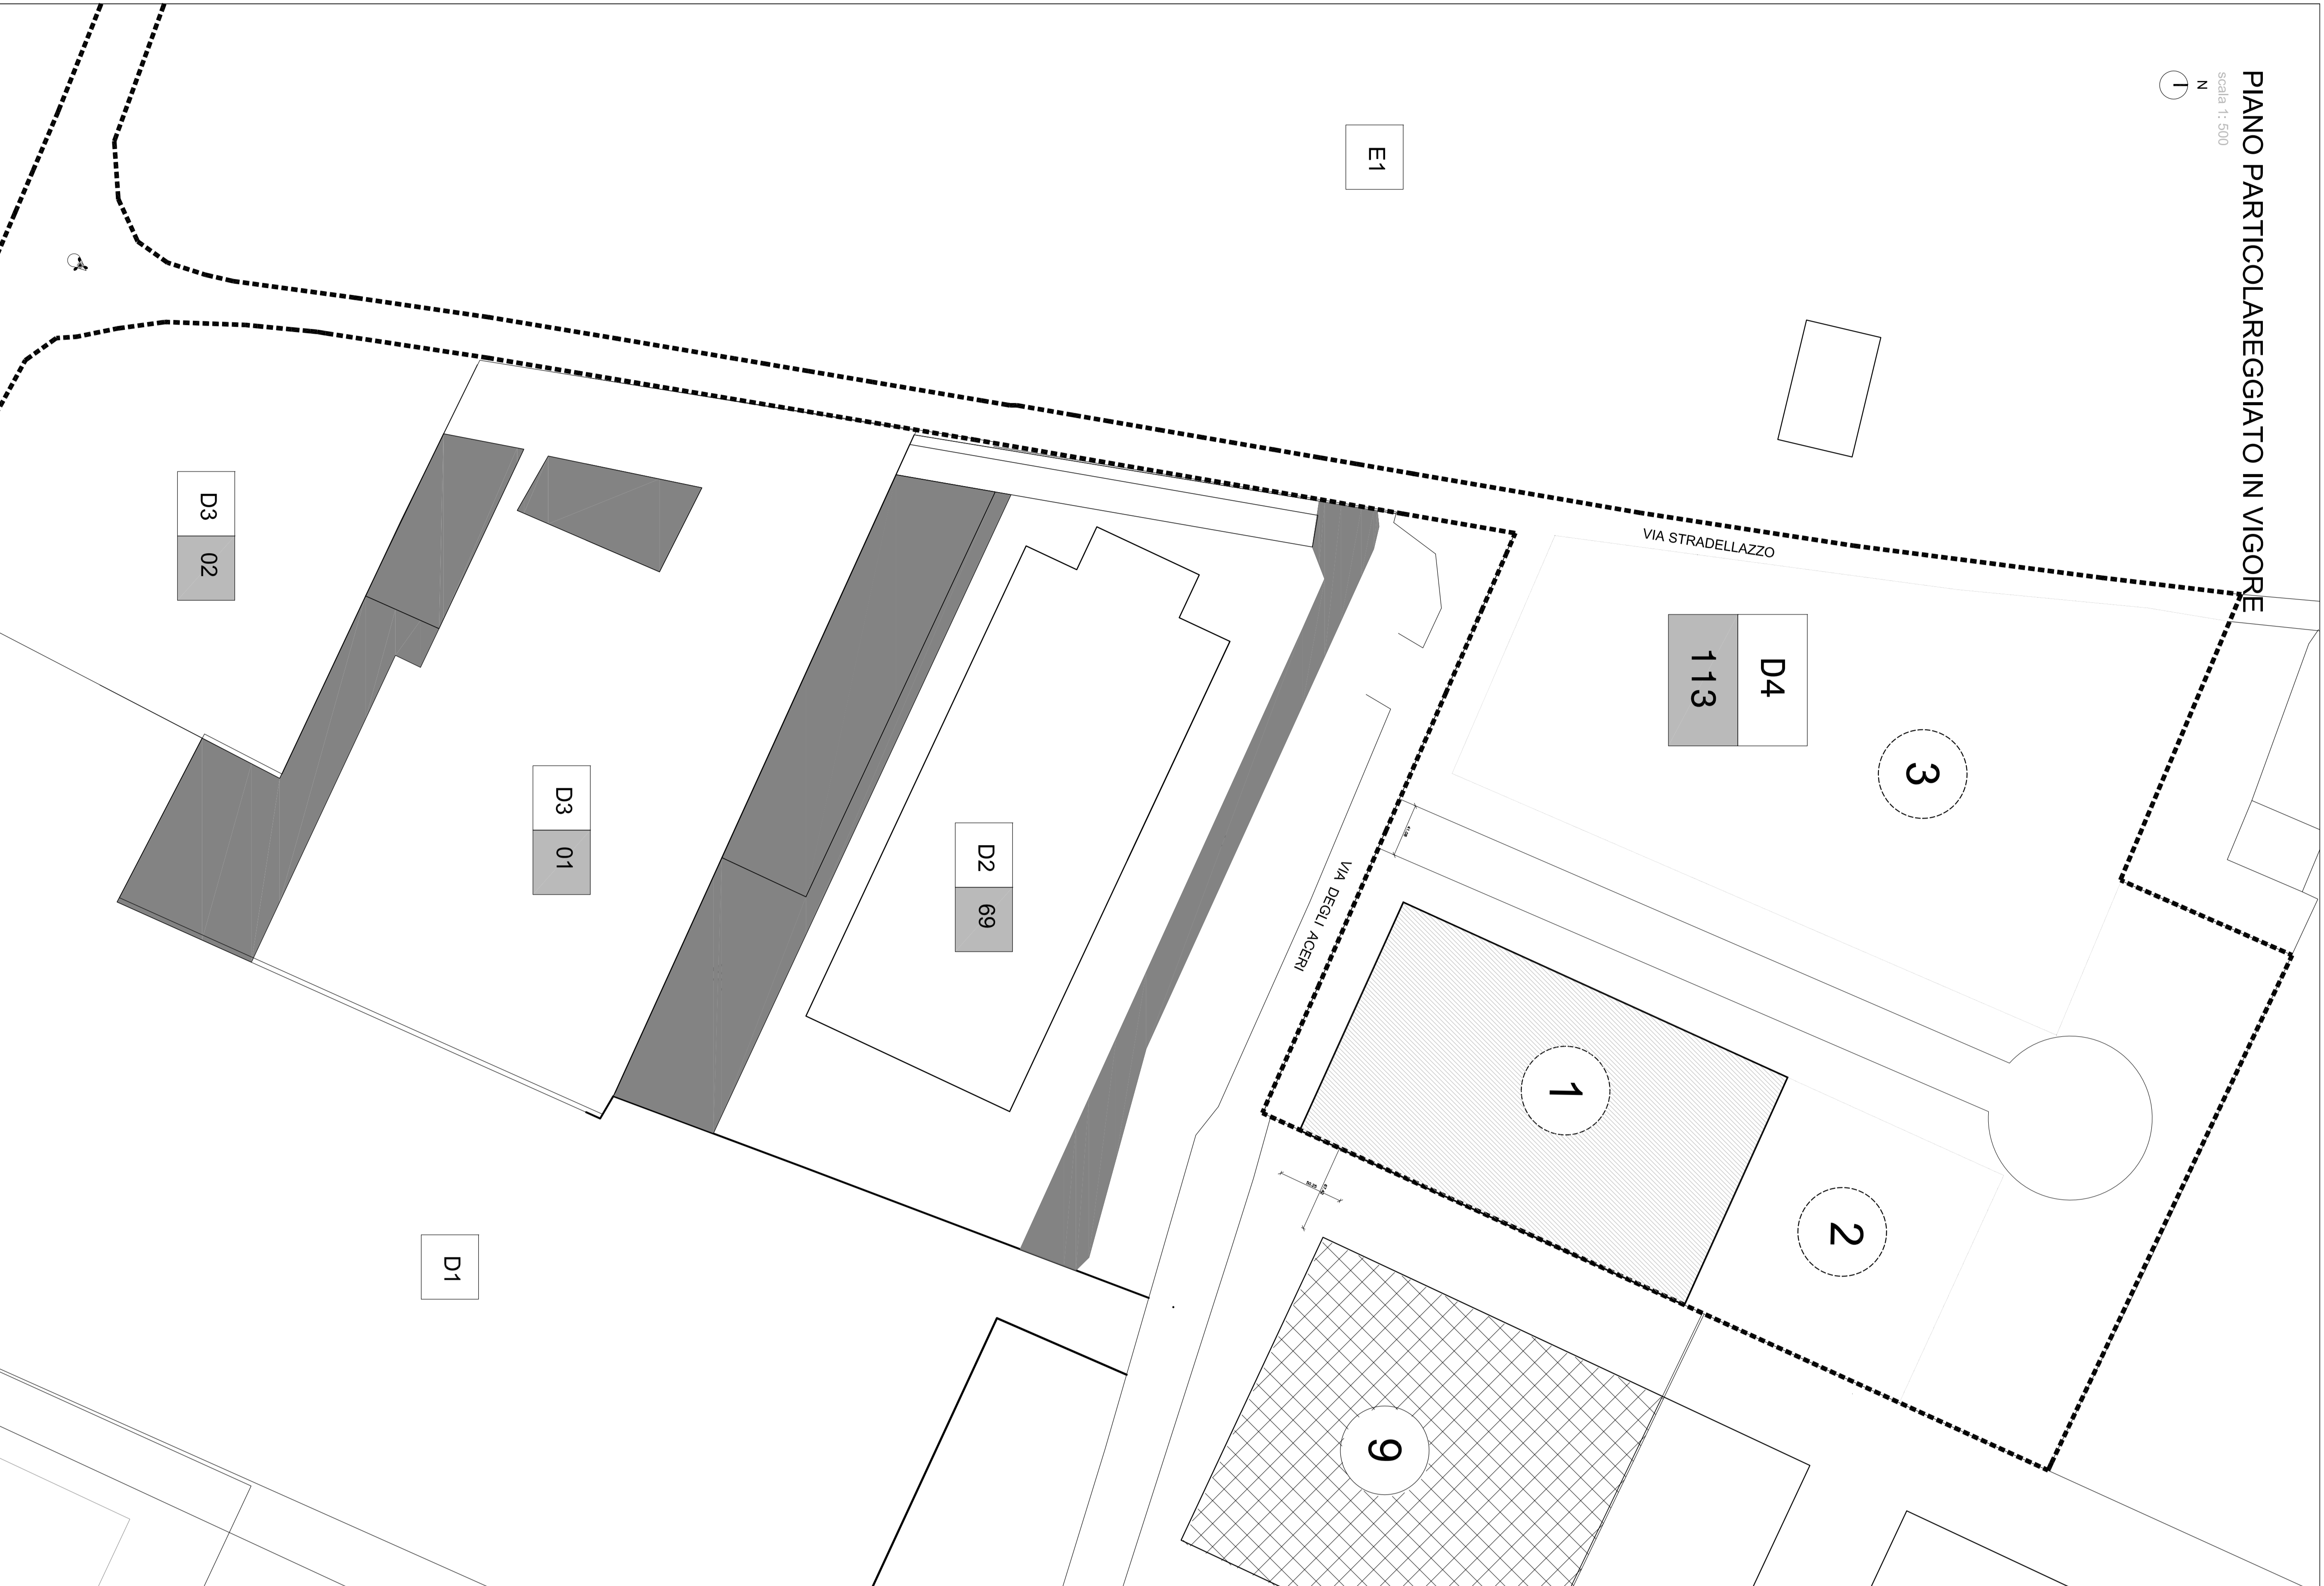 PIANO PARTICOLAREGGIATO IN VIGORE
scala 1: 500
N
E1
VIA STRADELLAZZO
D4
113
3
D3
02
D3
01
D2
69
VIA DEGLI ACERI
1
2
D1
9